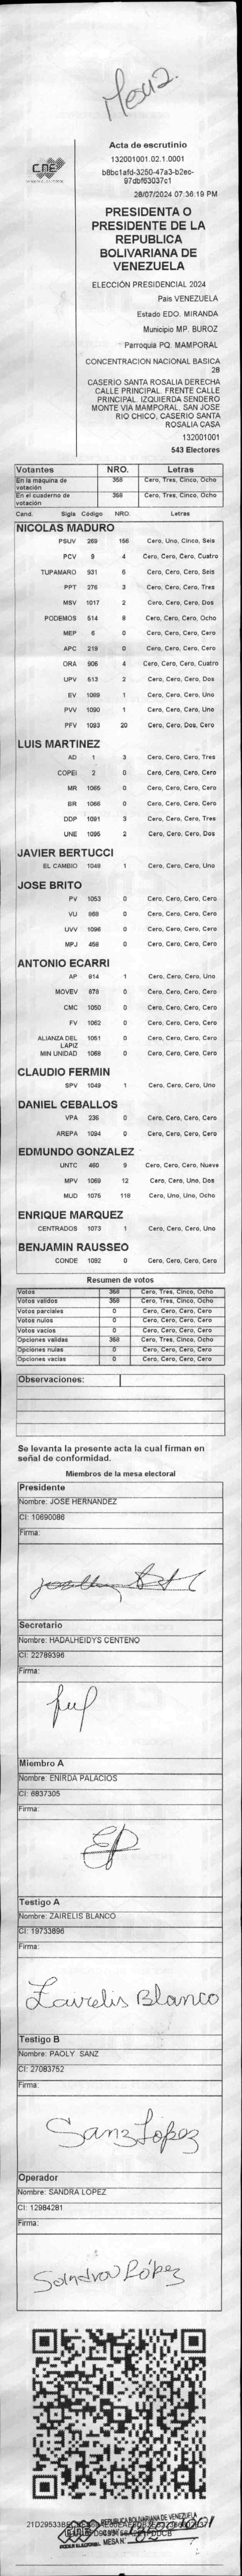 Mesa 2.
CNE
Acta de escrutinio
132001001.02.1.0001
b8bc1afd-3250-47a3-b2ec-
97dbf63037c1
28/07/2024 07:36:19 PM
PRESIDENTA O
PRESIDENTE DE LA
REPUBLICA
BOLIVARIANA DE
VENEZUELA
ELECCIÓN PRESIDENCIAL 2024
Pais VENEZUELA
Estado EDO. MIRANDA
Municipio MP. BUROZ
Parroquia PQ. MAMPORAL
CONCENTRACION NACIONAL BASICA
28
CASERIO SANTA ROSALIA DERECHA
CALLE PRINCIPAL. FRENTE CALLE
PRINCIPAL. IZQUIERDA SENDERO
MONTE VIA MAMPORAL, SAN JOSE
RIO CHICO, CASERIO SANTA
ROSALIA CASA
132001001
543 Electores
Votantes NRO. Letras
En la máquina de votación 358 Cero, Tres, Cinco, Ocho
En el cuaderno de votación 358 Cero, Tres, Cinco, Ocho
Cand. Sigla Código NRO. Letras
NICOLAS MADURO
PSUV 269 156 Cero, Uno, Cinco, Seis
PCV 9 4 Cero, Cero, Cero, Cuatro
TUPAMARO 931 6 Cero, Cero, Cero, Seis
PPT 276 3 Cero, Cero, Cero, Tres
MSV 1017 2 Cero, Cero, Cero, Dos
PODEMOS 514 8 Cero, Cero, Cero, Ocho
MEP 6 0 Cero, Cero, Cero, Cero
APC 219 0 Cero, Cero, Cero, Cero
ORA 906 4 Cero, Cero, Cero, Cuatro
UPV 613 2 Cero, Cero, Cero, Dos
EV 1089 1 Cero, Cero, Cero, Uno
PVV 1090 1 Cero, Cero, Cero, Uno
PFV 1093 20 Cero, Cero, Dos, Cero
LUIS MARTINEZ
AD 1 3 Cero, Cero, Cero, Tres
COPEI 2 0 Cero, Cero, Cero, Cero
MR 1065 0 Cero, Cero, Cero, Cero
BR 1066 0 Cero, Cero, Cero, Cero
DDP 1091 3 Cero, Cero, Cero, Tres
UNE 1095 2 Cero, Cero, Cero, Dos
JAVIER BERTUCCI
EL CAMBIO 1048 1 Cero, Cero, Cero, Uno
JOSE BRITO
PV 1053 0 Cero, Cero, Cero, Cero
VU 868 0 Cero, Cero, Cero, Cero
UVV 1096 0 Cero, Cero, Cero, Cero
MPJ 458 0 Cero, Cero, Cero, Cero
ANTONIO ECARRI
AP 814 1 Cero, Cero, Cero, Uno
MOVEV 878 0 Cero, Cero, Cero, Cero
CMC 1050 0 Cero, Cero, Cero, Cero
FV 1062 0 Cero, Cero, Cero, Cero
ALIANZA DEL LAPIZ 1051 0 Cero, Cero, Cero, Cero
MIN UNIDAD 1068 0 Cero, Cero, Cero, Cero
CLAUDIO FERMIN
SPV 1049 1 Cero, Cero, Cero, Uno
DANIEL CEBALLOS
VPA 236 0 Cero, Cero, Cero, Cero
AREPA 1094 0 Cero, Cero, Cero, Cero
EDMUNDO GONZALEZ
UNTC 460 9 Cero, Cero, Cero, Nueve
MPV 1069 12 Cero, Cero, Uno, Dos
MUD 1075 118 Cero, Uno, Uno, Ocho
ENRIQUE MARQUEZ
CENTRADOS 1073 1 Cero, Cero, Cero, Uno
BENJAMIN RAUSSEO
CONDE 1092 0 Cero, Cero, Cero, Cero
Resumen de votos
Votos 358 Cero, Tres, Cinco, Ocho
Votos validos 358 Cero, Tres, Cinco, Ocho
Votos parciales 0 Cero, Cero, Cero, Cero
Votos nulos 0 Cero, Cero, Cero, Cero
Votos vacios 0 Cero, Cero, Cero, Cero
Opciones validas 358 Cero, Tres, Cinco, Ocho
Opciones nulas 0 Cero, Cero, Cero, Cero
Opciones vacias 0 Cero, Cero, Cero, Cero
Observaciones:
Se levanta la presente acta la cual firman en
señal de conformidad.
Miembros de la mesa electoral
Presidente
Nombre: JOSE HERNANDEZ
CI: 10690086
Firma:
Secretario
Nombre: HADALHEIDYS CENTENO
CI: 22789396
Firma:
Miembro A
Nombre: ENIRDA PALACIOS
CI: 6837305
Firma:
EP
Testigo A
Nombre: ZAIRELIS BLANCO
CI: 19733896
Firma:
Zairelis Blanco
Testigo B
Nombre: PAOLY SANZ
CI: 27083752
Firma:
Sanz Lopez
Operador
Nombre: SANDRA LOPEZ
CI: 12984281
Firma:
Sandra López
REPUBLICA BOLIVARIANA DE VENEZUELA
CNE
PODER ELECTORAL
MESA N°